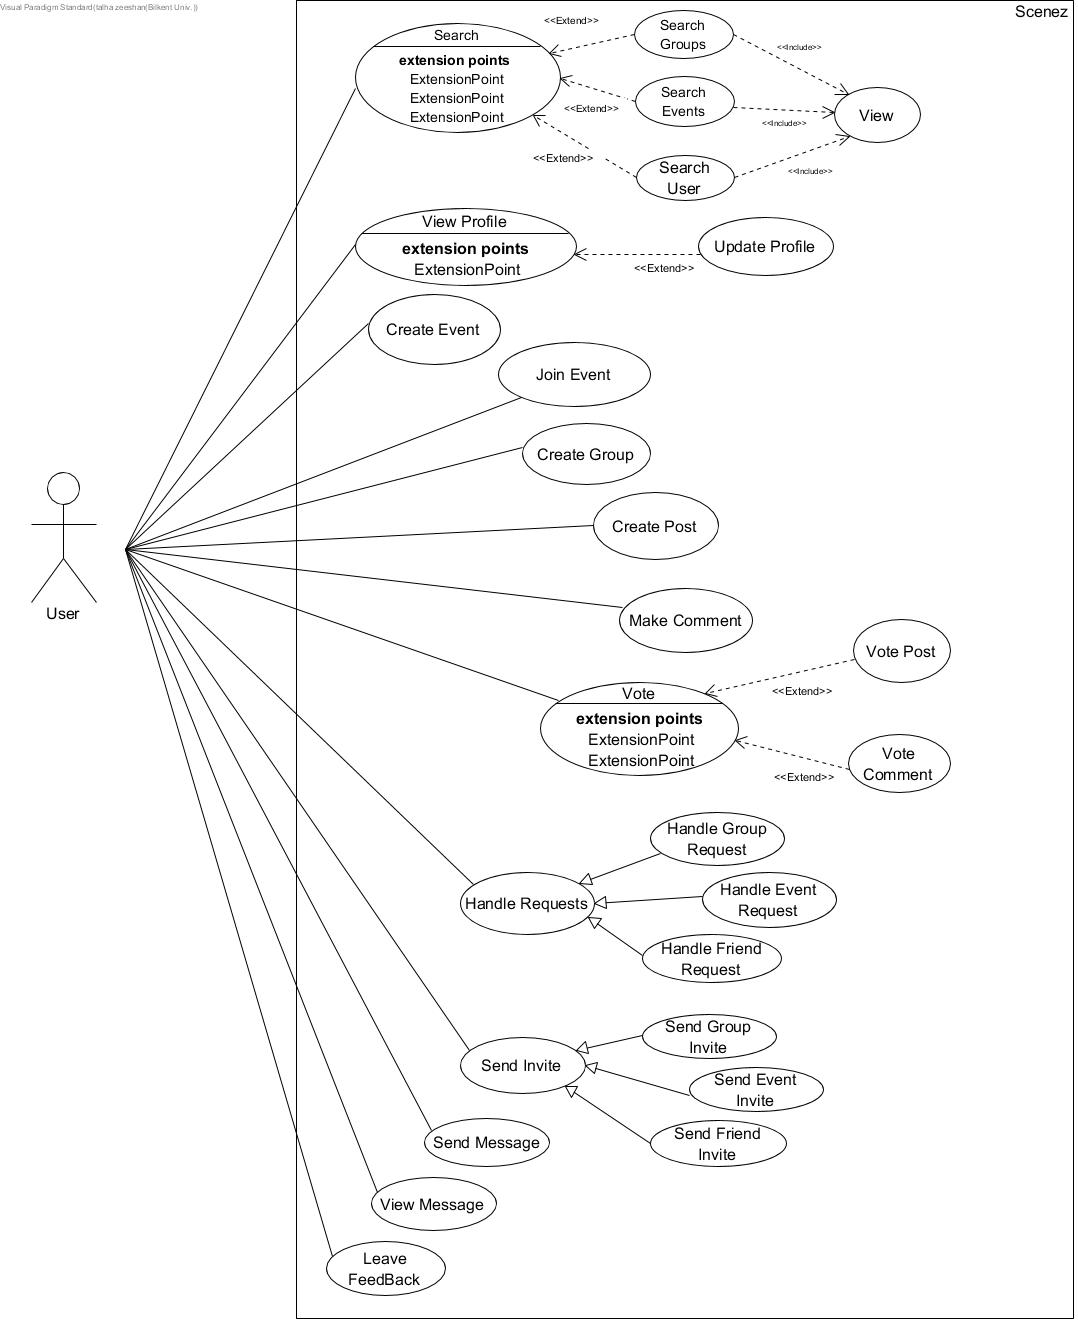 Visual Paradigm Standard(talha zeeshan(Bilkent Univ.))
Scenez
Search
extension points
ExtensionPoint
ExtensionPoint
ExtensionPoint
<<Extend>>
Search
Groups
<<Include>>
<<Extend>>
Search
Events
<<Include>>
View
<<Extend>>
Search
User
<<Include>>
View Profile
extension points
ExtensionPoint
<<Extend>>
Update Profile
Create Event
Join Event
Create Group
Create Post
User
Make Comment
Vote
extension points
ExtensionPoint
ExtensionPoint
<<Extend>>
Vote Post
<<Extend>>
Vote
Comment
Handle Requests
Handle Group
Request
Handle Event
Request
Handle Friend
Request
Send Invite
Send Group
Invite
Send Event
Invite
Send Friend
Invite
Send Message
View Message
Leave
FeedBack